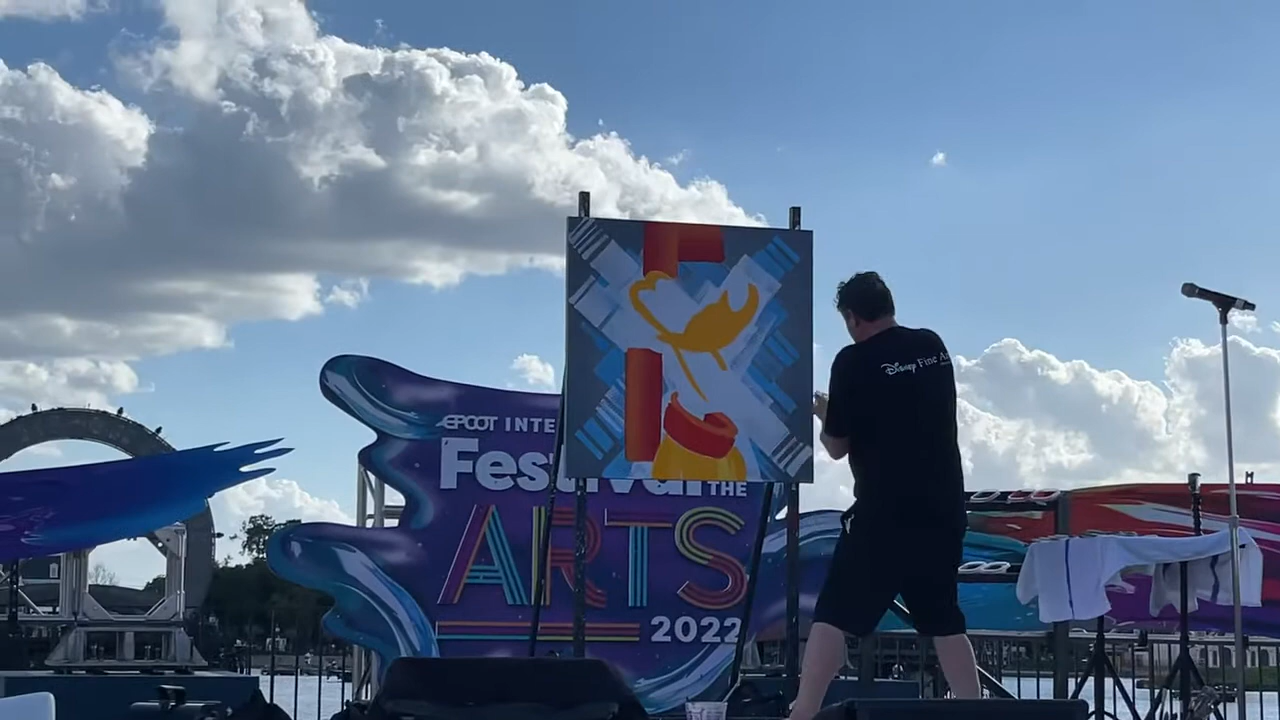 EPCOT INTE
Festival
THE
ARTS
2022
Disney Fine A